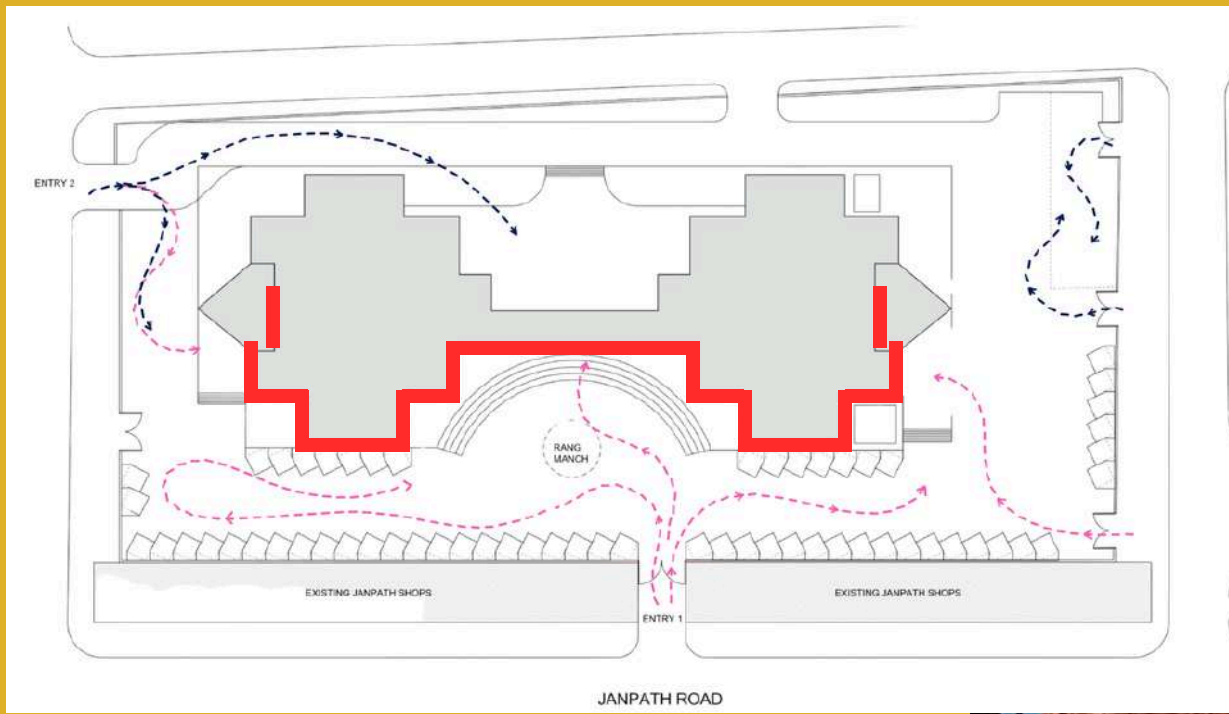 ENTRY 2
RANG
MANCH
EXISTING JANPATH SHOPS
EXISTING JANPATH SHOPS
ENTRY 1
JANPATH ROAD